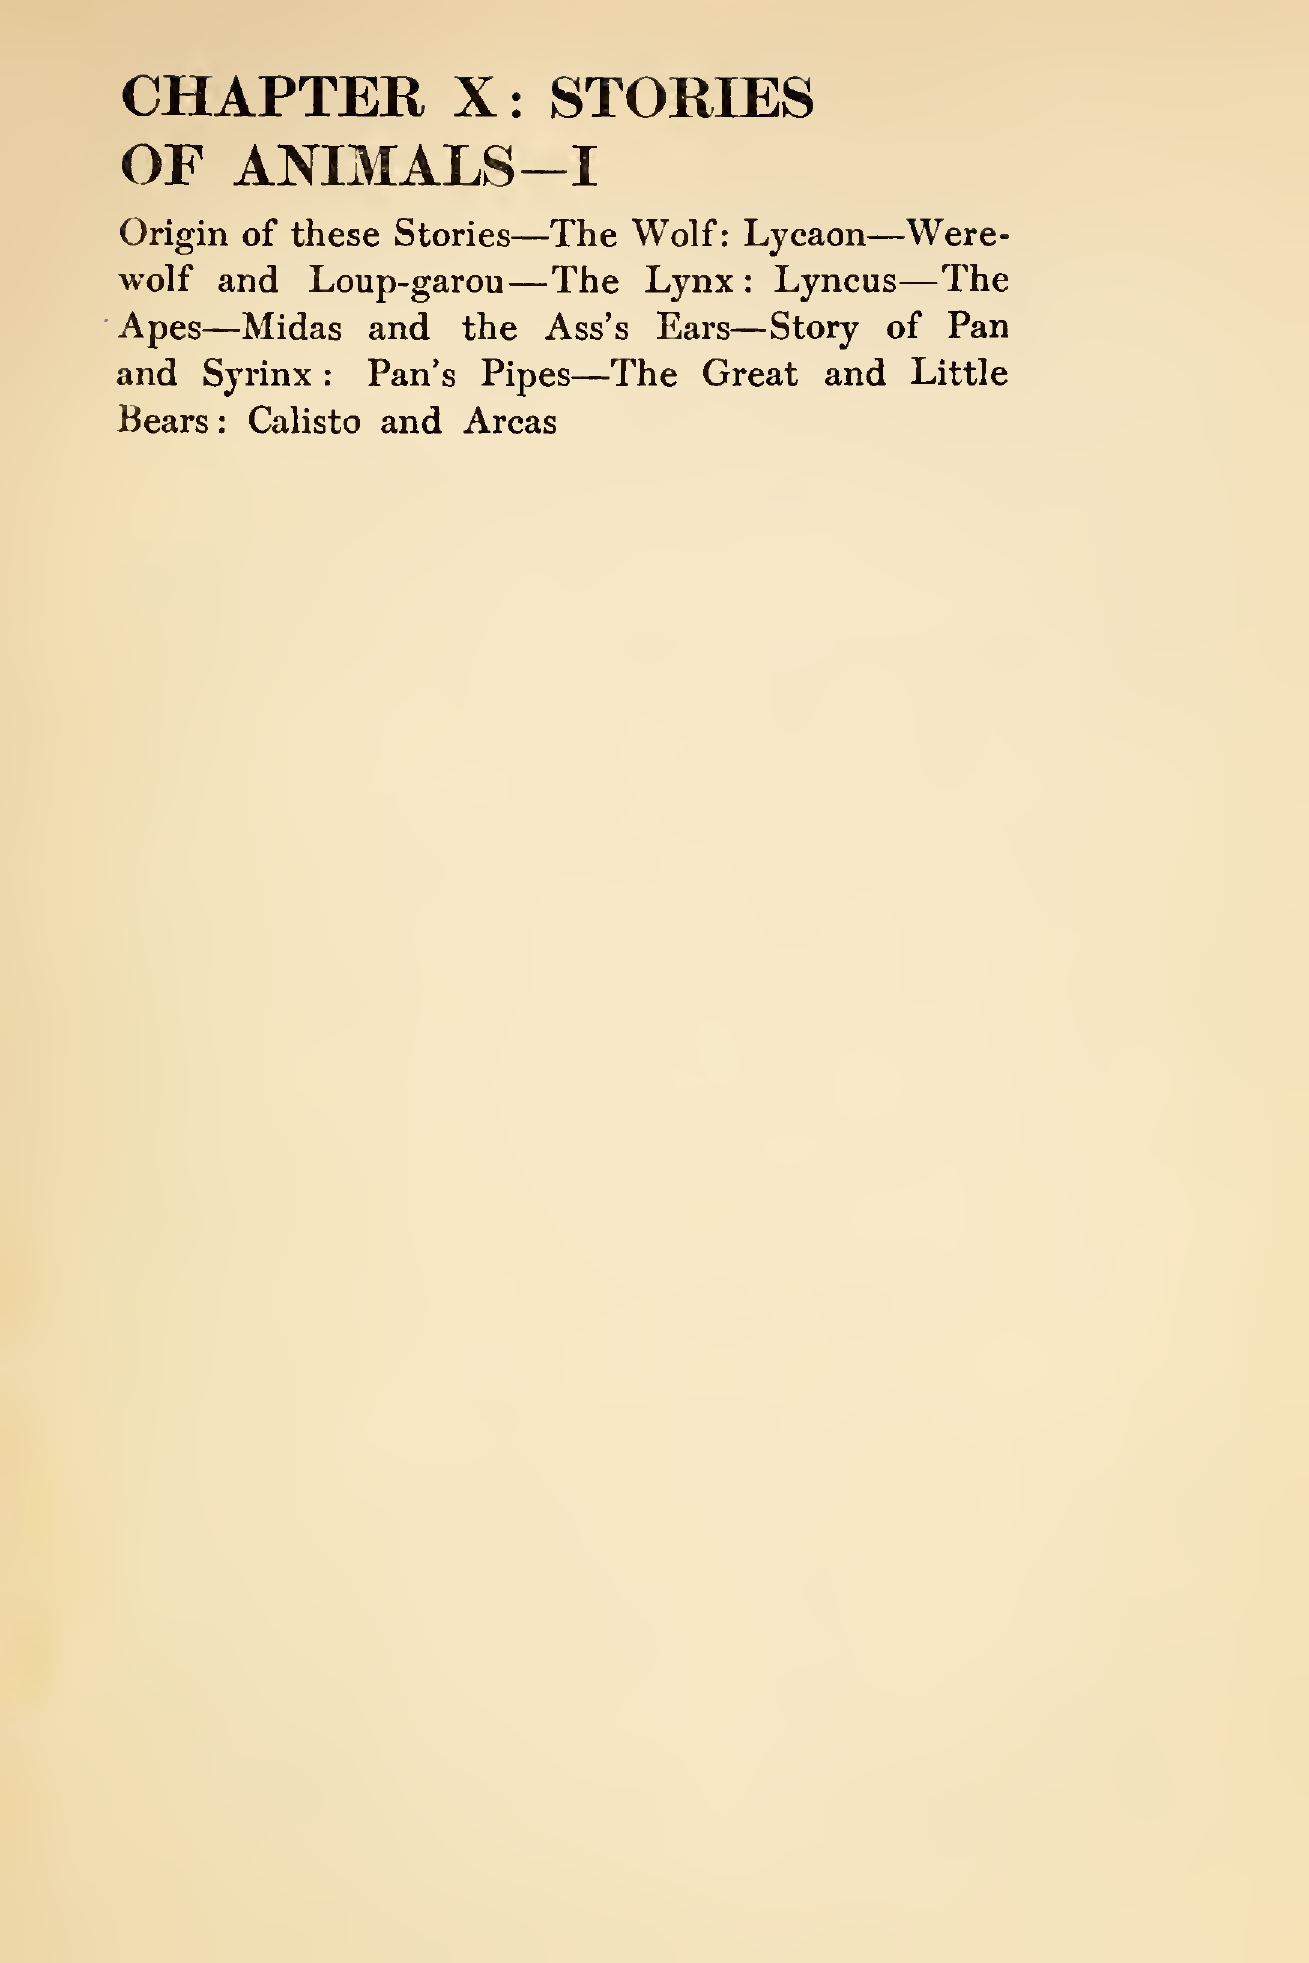 CHAPTER X: STORIES
OF ANIMALS—I
Origin of these Stories—The Wolf: Lycaon—Were-
wolf and Loup-garou—The Lynx: Lyncus—The
Apes—Midas and the Ass's Ears—Story of Pan
and Syrinx: Pan's Pipes—The Great and Little
Bears: Calisto and Arcas